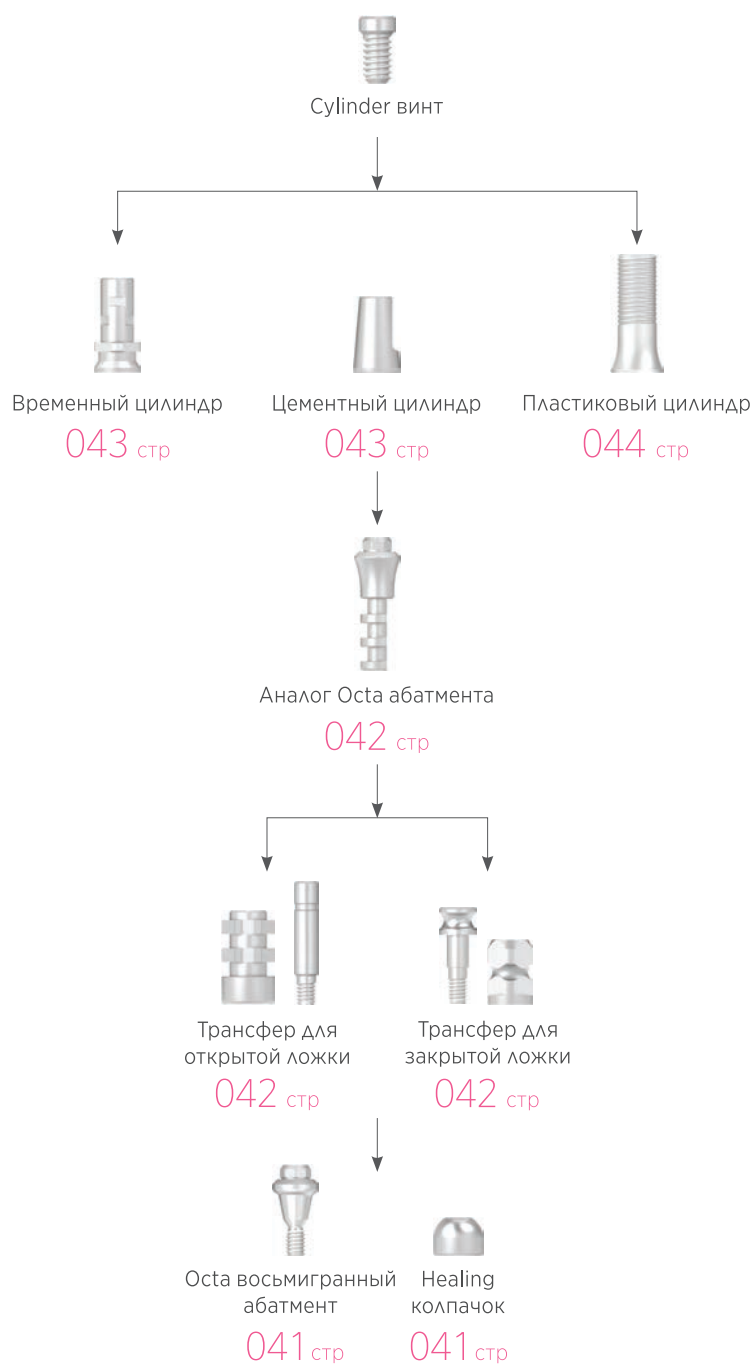 Cylinder винт
Временный цилиндр
043 стр
Цементный цилиндр
043 стр
Пластиковый цилиндр
044 стр
Аналог Octa абатмента
042 стр
Трансфер для
открытой ложки
042 стр
Трансфер для
закрытой ложки
042 стр
Octa восьмигранный
абатмент
041 стр
Healing
колпачок
041 стр